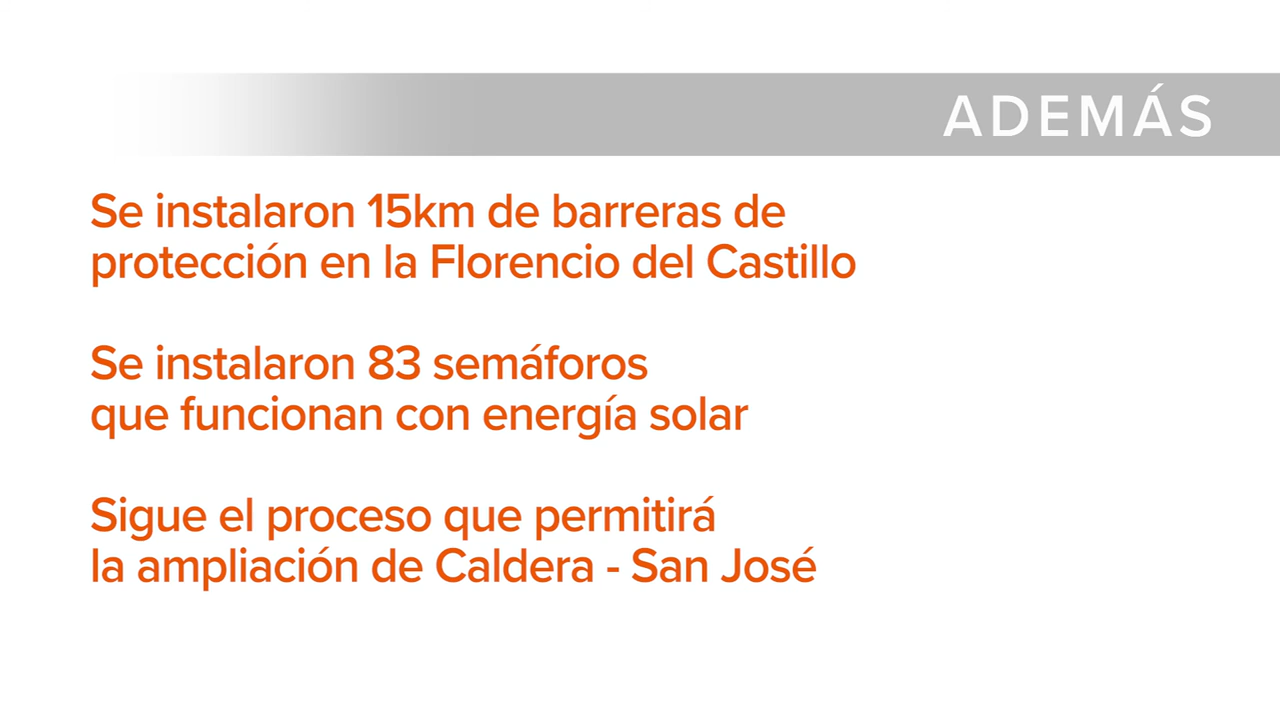 ADEMÁS
Se instalaron 15km de barreras de
protección en la Florencio del Castillo
Se instalaron 83 semáforos
que funcionan con energía solar
Sigue el proceso que permitirá
la ampliación de Caldera - San José